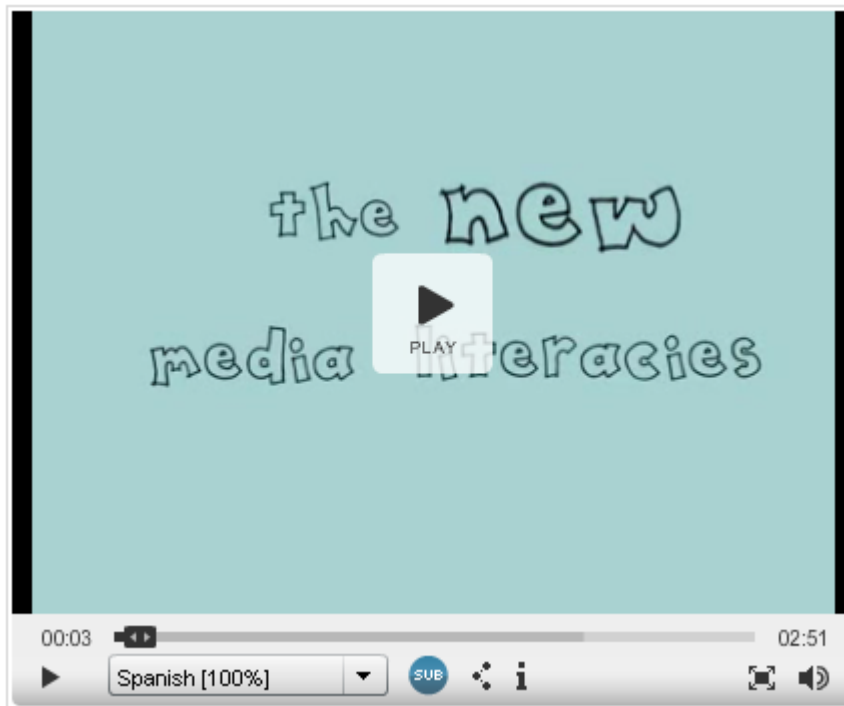 the new
PLAY
media literacies
00:03
02:51
Spanish [100%]
SUB
i